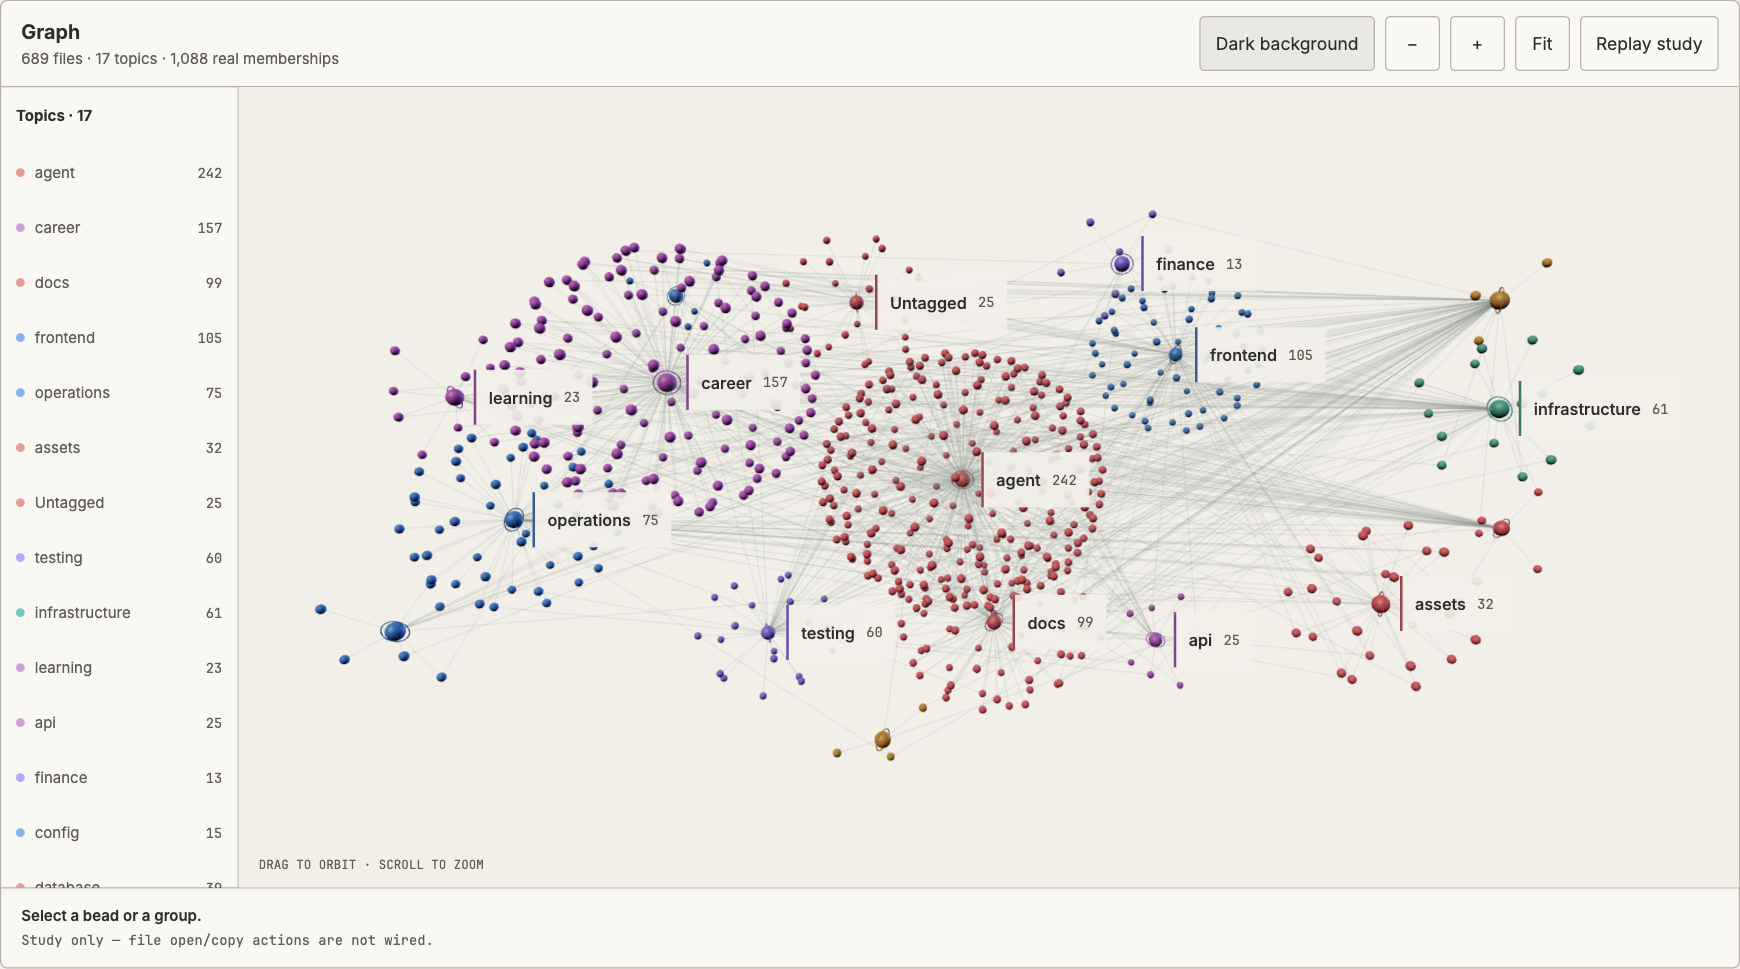 Graph
689 files · 17 topics · 1,088 real memberships
Dark background
−
+
Fit
Replay study
Topics · 17
agent 242
career 157
docs 99
frontend 105
operations 75
assets 32
Untagged 25
testing 60
infrastructure 61
learning 23
api 25
finance 13
config 15
database 39
finance 13
Untagged 25
frontend 105
career 157
learning 23
infrastructure 61
agent 242
operations 75
assets 32
docs 99
testing 60
api 25
DRAG TO ORBIT · SCROLL TO ZOOM
Select a bead or a group.
Study only — file open/copy actions are not wired.